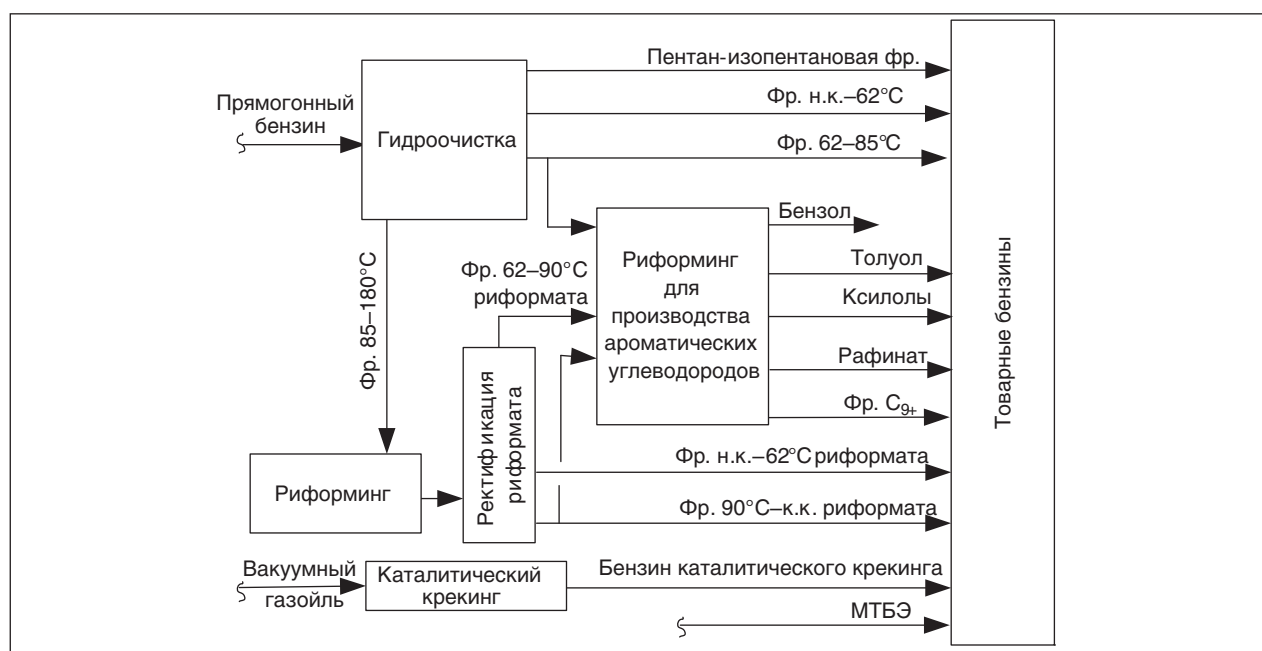 Пентан-изопентановая фр.
Фр. н.к.–62°С
Прямогонный
бензин
Гидроочистка
Фр. 62–85°С
Бензол
Фр. 62–90°С
риформата
Риформинг
для
производства
ароматических
углеводородов
Толуол
Ксилолы
Рафинат
Фр. С9+
Фр. 85–180°С
Товарные бензины
Ректификация
риформата
Риформинг
Фр. н.к.–62°С риформата
Фр. 90°С–к.к. риформата
Вакуумный
газойль
Каталитический
крекинг
Бензин каталитического крекинга
МТБЭ